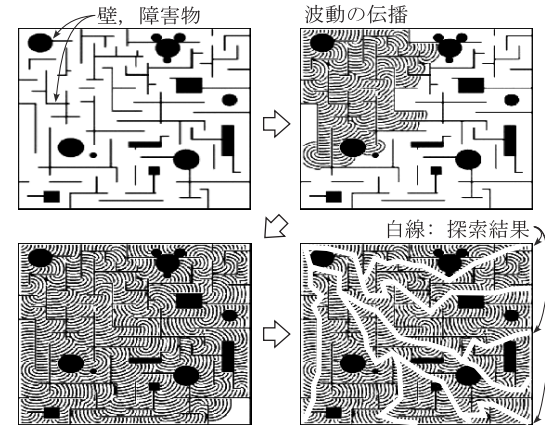 壁，障害物
波動の伝播
白線：探索結果